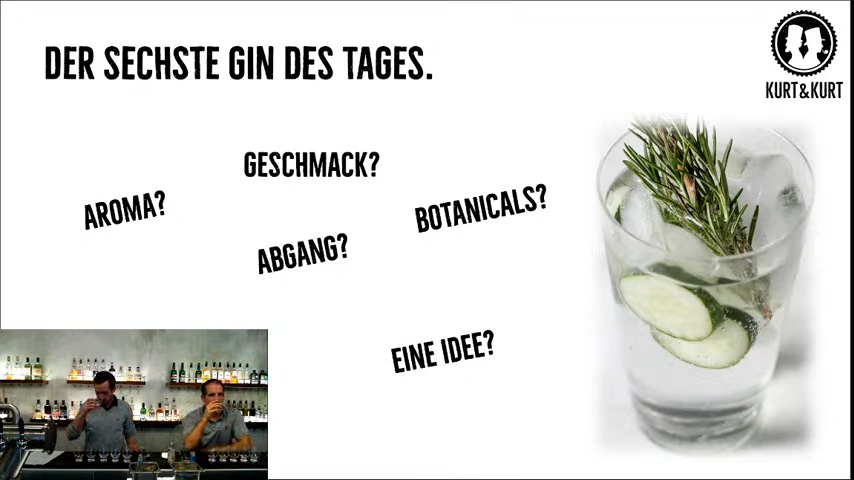 DER SECHSTE GIN DES TAGES.
KURT&KURT
GESCHMACK?
AROMA?
BOTANICALS?
ABGANG?
EINE IDEE?